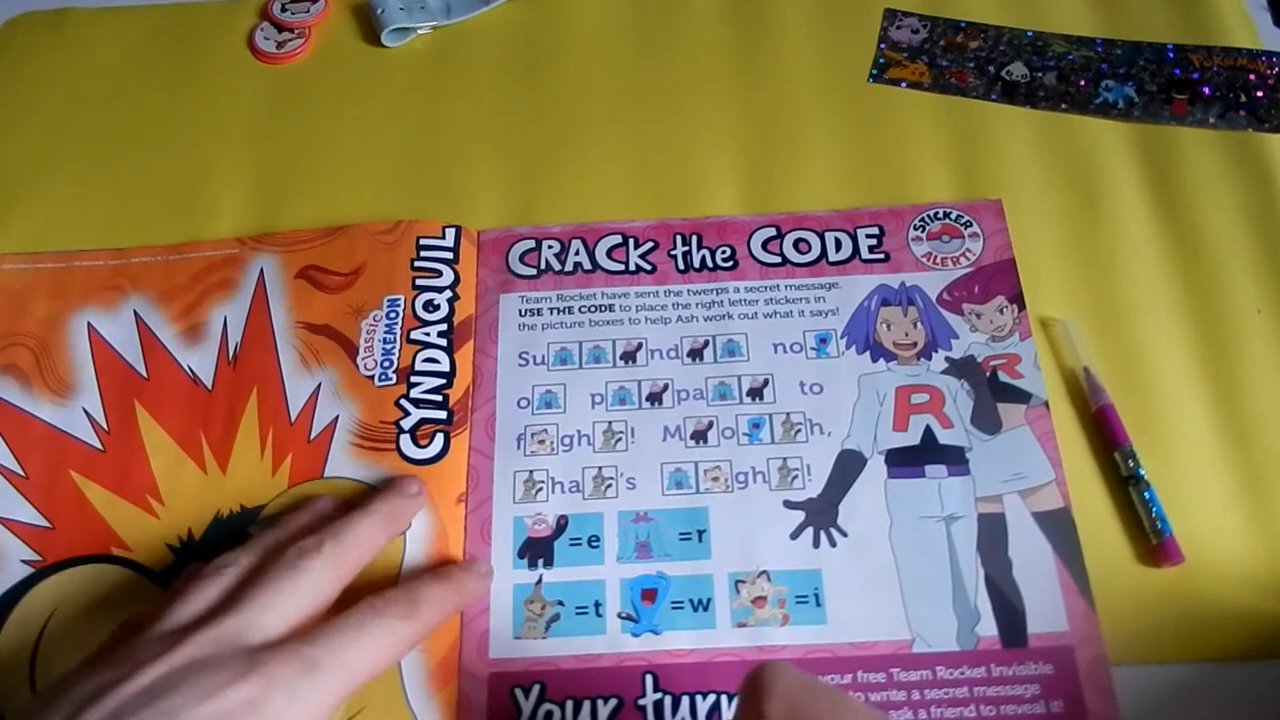 POKÉMON
Classic
POKÉMON
CYNDAQUIL
CRACK the CODE
STICKER
ALERT!
Team Rocket have sent the twerps a secret message.
USE THE CODE to place the right letter stickers in
the picture boxes to help Ash work out what it says!
Su nd no ,
o p pa to
f gh ! M o h,
ha 's gh !
R
R
=e =r
=t =w =i
Your turn
your free Team Rocket Invisible
to write a secret message
ask a friend to reveal it!